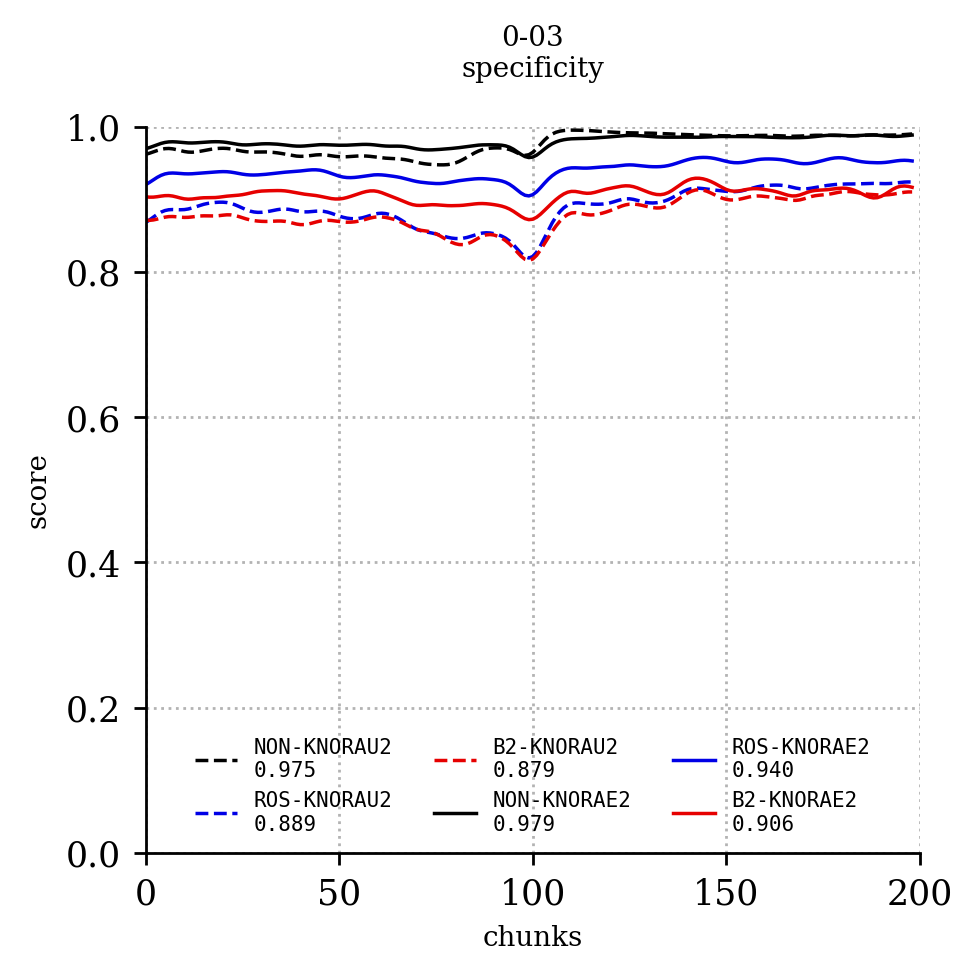 0-03
specificity
1.0
0.8
0.6
0.4
0.2
0.0
score
NON-KNORAU2
0.975
ROS-KNORAU2
0.889
B2-KNORAU2
0.879
NON-KNORAE2
0.979
ROS-KNORAE2
0.940
B2-KNORAE2
0.906
0 50 100 150 200
chunks